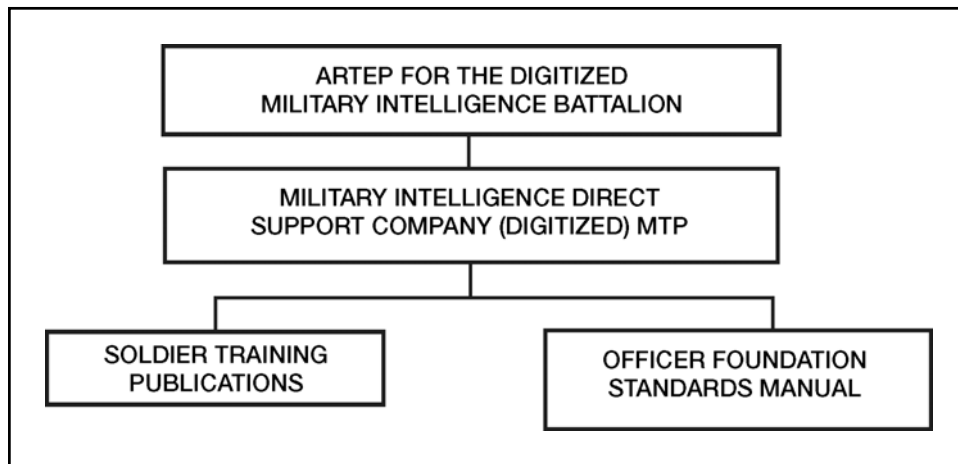 ARTEP FOR THE DIGITIZED
MILITARY INTELLIGENCE BATTALION
MILITARY INTELLIGENCE DIRECT
SUPPORT COMPANY (DIGITIZED) MTP
SOLDIER TRAINING
PUBLICATIONS
OFFICER FOUNDATION
STANDARDS MANUAL